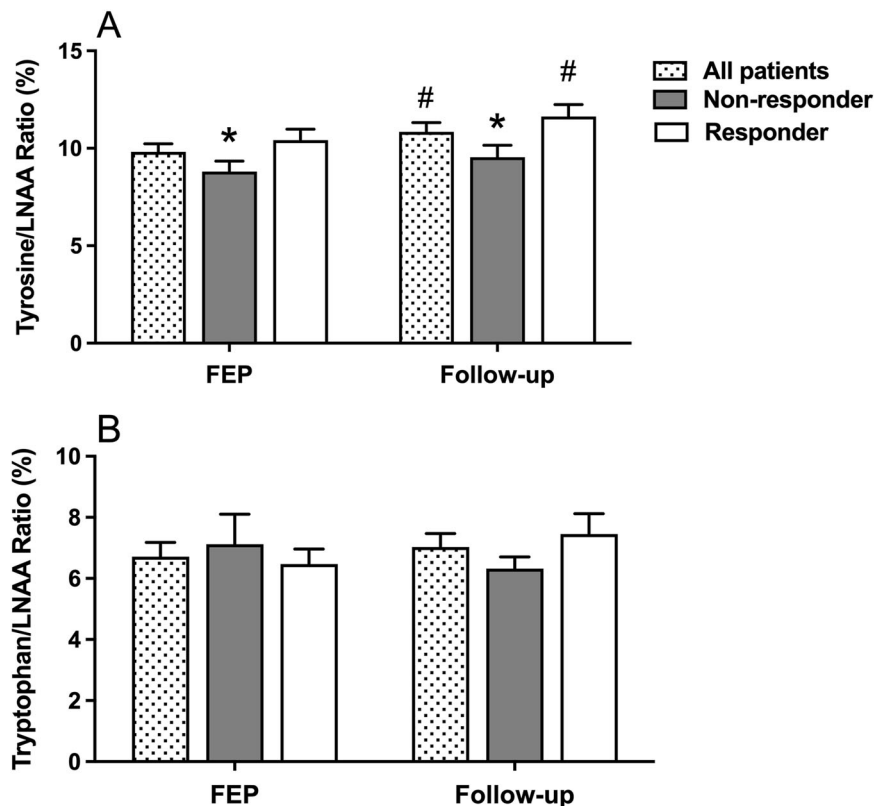 A
Tyrosine/LNAA Ratio (%)
15
10
5
0
*
#
*
#
FEP
Follow-up
All patients
Non-responder
Responder
B
Tryptophan/LNAA Ratio (%)
10
8
6
4
2
0
FEP
Follow-up